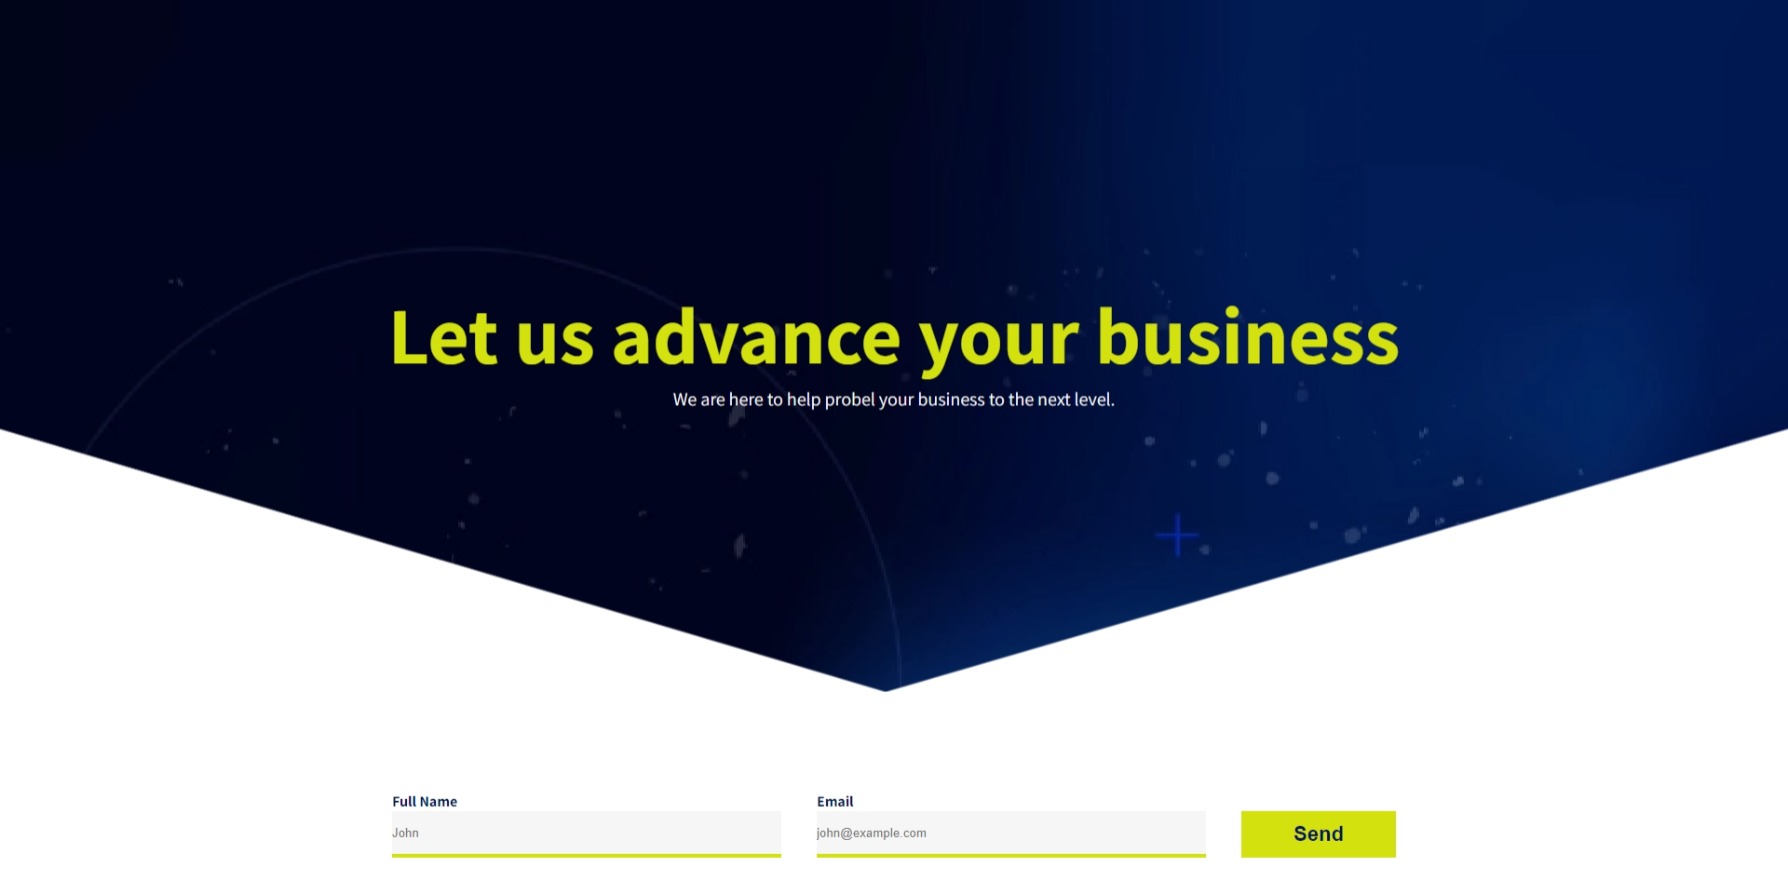 Let us advance your business
We are here to help probel your business to the next level.
Full Name
Email
John
john@example.com
Send